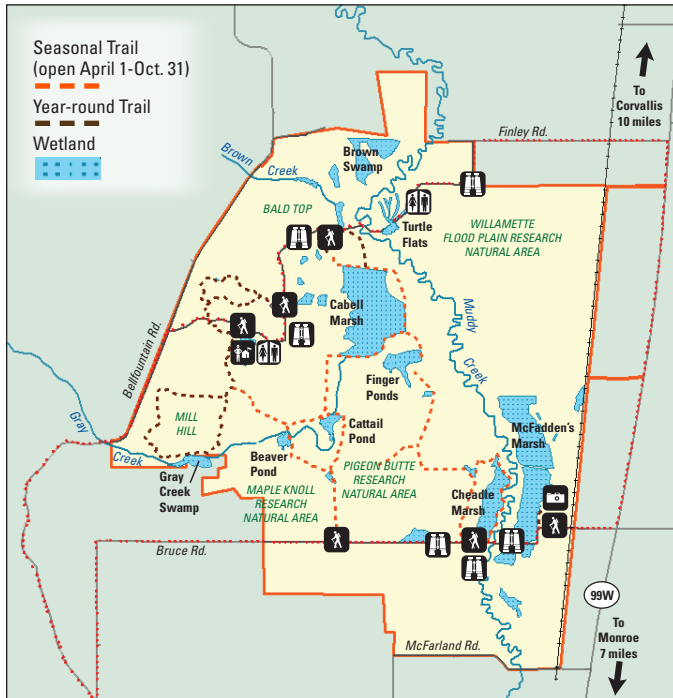 Seasonal Trail
(open April 1-Oct. 31)
Year-round Trail
Wetland
To
Corvallis
10 miles
Finley Rd.
Brown
Creek
Brown
Swamp
BALD TOP
Turtle
Flats
WILLAMETTE
FLOOD PLAIN RESEARCH
NATURAL AREA
Cabell
Marsh
Muddy
Creek
Bellfountain Rd.
Finger
Ponds
Gray
Creek
MILL
HILL
Cattail
Pond
McFadden's
Marsh
Beaver
Pond
Gray
Creek
Swamp
PIGEON BUTTE
RESEARCH
NATURAL AREA
MAPLE KNOLL
RESEARCH
NATURAL AREA
Cheadle
Marsh
Bruce Rd.
99W
McFarland Rd.
To
Monroe
7 miles